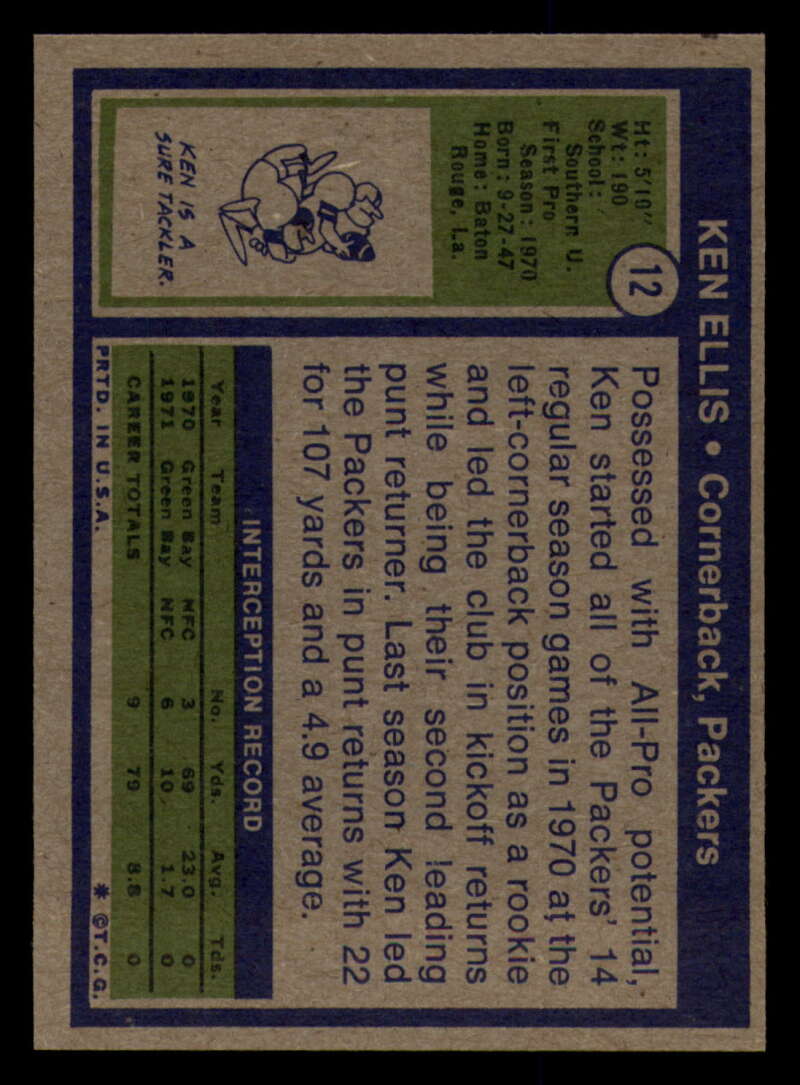 KEN ELLIS • Cornerback, Packers
12
Ht: 5'10"
Wt: 190
School:
Southern U.
First Pro
Season: 1970
Born: 9-27-47
Home: Baton
Rouge, La.
KEN IS A
SURE TACKLER.
Possessed with All-Pro potential,
Ken started all of the Packers' 14
regular season games in 1970 at the
left-cornerback position as a rookie
and led the club in kickoff returns
while being their second leading
punt returner. Last season Ken led
the Packers in punt returns with 22
for 107 yards and a 4.9 average.
INTERCEPTION RECORD
Year Team No. Yds. Avg. Tds.
1970 Green Bay NFC 3 69 23.0 0
1971 Green Bay NFC 6 10 1.7 0
CAREER TOTALS 9 79 8.8 0
PRTD. IN U.S.A. * ©T.C.G.